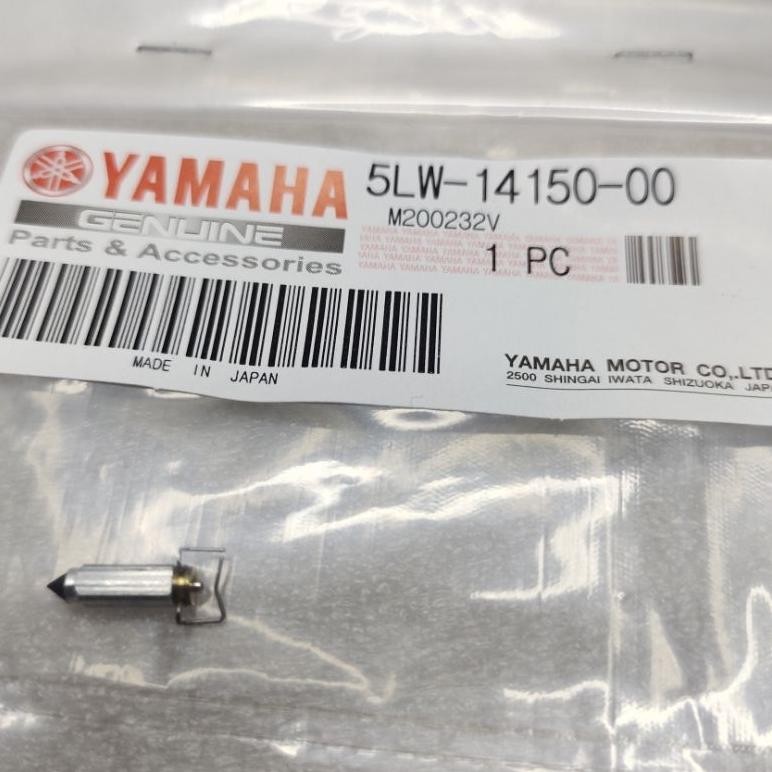 YAMAHA
GENUINE
Parts & Accessories
5LW-14150-00
M200232V
1 PC
MADE IN JAPAN
YAMAHA MOTOR CO,.LTD
2500 SHINGAI IWATA SHIZUOKA JAP